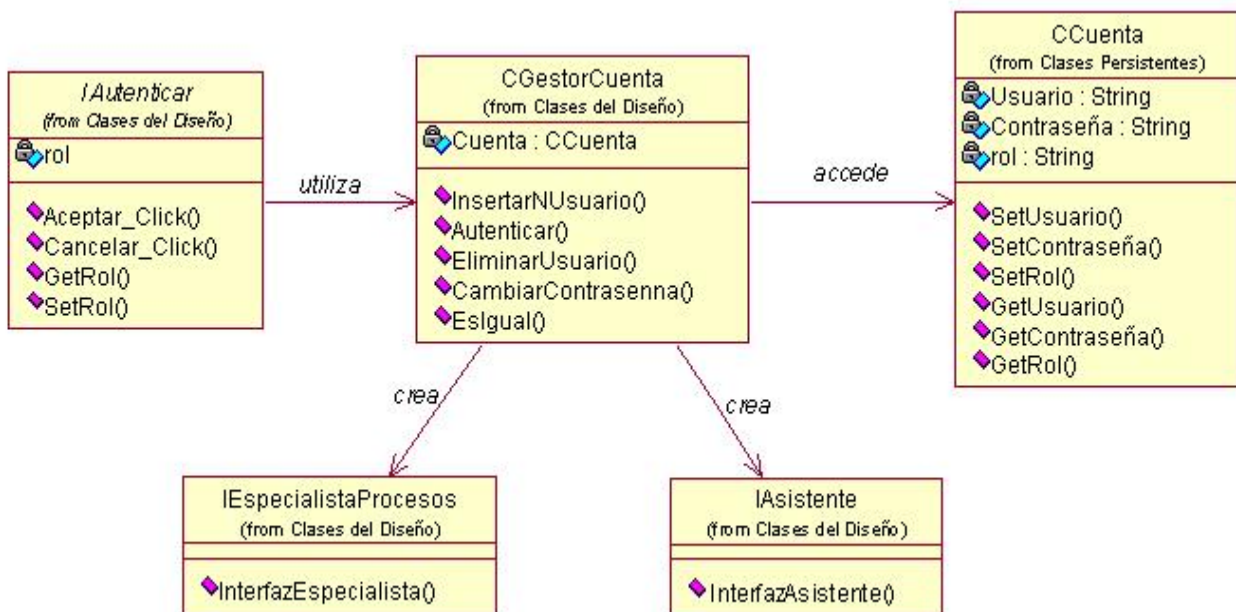 IAutenticar
(from Clases del Diseño)
rol
Aceptar_Click()
Cancelar_Click()
GetRol()
SetRol()
utiliza
CGestorCuenta
(from Clases del Diseño)
Cuenta : CCuenta
InsertarNUsuario()
Autenticar()
EliminarUsuario()
CambiarContrasenna()
EsIgual()
accede
CCuenta
(from Clases Persistentes)
Usuario : String
Contraseña : String
rol : String
SetUsuario()
SetContraseña()
SetRol()
GetUsuario()
GetContraseña()
GetRol()
crea
crea
IEspecialistaProcesos
(from Clases del Diseño)
InterfazEspecialista()
IAsistente
(from Clases del Diseño)
InterfazAsistente()